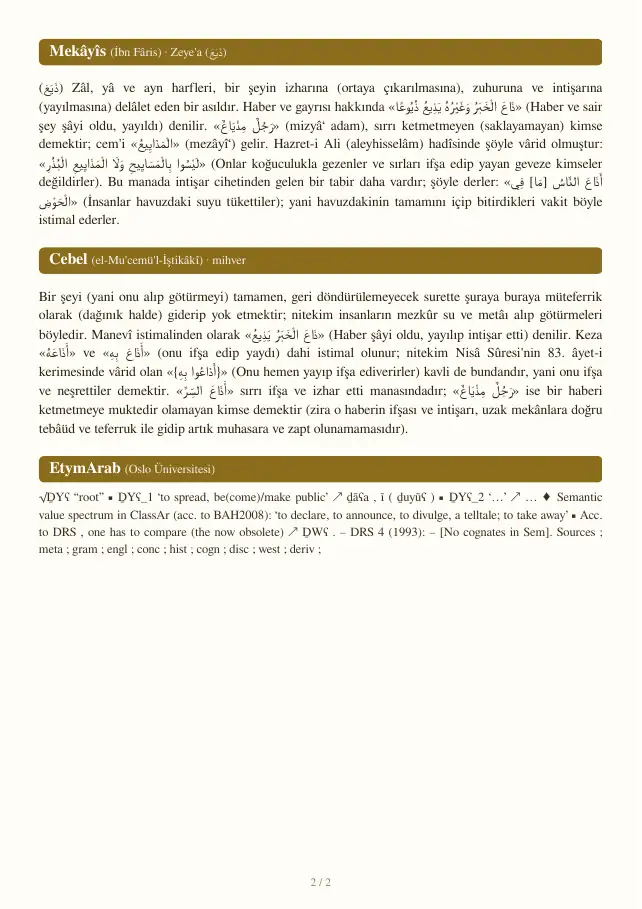 Mekâyîs (İbn Fâris) · Zeye'a (ذَيَعَ)
(ذَيَعَ) Zâl, yâ ve ayn harfleri, bir şeyin izharına (ortaya çıkarılmasına), zuhuruna ve intişarına
(yayılmasına) delâlet eden bir asıldır. Haber ve gayrısı hakkında «ذَاعَ الْخَبَرُ وَغَيْرُهُ يَذِيعُ ذُيُوعًا» (Haber ve sair
şey şâyi oldu, yayıldı) denilir. «رَجُلٌ مِذْيَاعٌ» (mizyâ‘ adam), sırrı ketmetmeyen (saklayamayan) kimse
demektir; cem'i «الْمَذَايِيعُ» (mezâyî‘) gelir. Hazret-i Ali (aleyhisselâm) hadîsinde şöyle vârid olmuştur:
«لَيْسُوا بِالْمَسَايِيحِ وَلَا الْمَذَايِيعِ الْبُذُرِ» (Onlar koğuculukla gezenler ve sırları ifşa edip yayan geveze kimseler
değildirler). Bu manada intişar cihetinden gelen bir tabir daha vardır; şöyle derler: «أَذَاعَ النَّاسُ [مَا] فِي
الْحَوْضِ» (İnsanlar havuzdaki suyu tükettiler); yani havuzdakinin tamamını içip bitirdikleri vakit böyle
istimal ederler.
Cebel (el-Mu'cemü'l-İştikâkî) · mihver
Bir şeyi (yani onu alıp götürmeyi) tamamen, geri döndürülemeyecek surette şuraya buraya müteferrik
olarak (dağınık halde) giderip yok etmektir; nitekim insanların mezkûr su ve metâı alıp götürmeleri
böyledir. Manevî istimalinden olarak «ذَاعَ الْخَبَرُ يَذِيعُ» (Haber şâyi oldu, yayılıp intişar etti) denilir. Keza
«أَذَاعَهُ» ve «أَذَاعَ بِهِ» (onu ifşa edip yaydı) dahi istimal olunur; nitekim Nisâ Sûresi'nin 83. âyet-i
kerimesinde vârid olan «{أَذَاعُوا بِهِ}» (Onu hemen yayıp ifşa ediverirler) kavli de bundandır, yani onu ifşa
ve neşrettiler demektir. «أَذَاعَ السِّرَّ» sırrı ifşa ve izhar etti manasındadır; «رَجُلٌ مِذْيَاعٌ» ise bir haberi
ketmetmeye muktedir olamayan kimse demektir (zira o haberin ifşası ve intişarı, uzak mekânlara doğru
tebâüd ve teferruk ile gidip artık muhasara ve zapt olunamamasıdır).
EtymArab (Oslo Üniversitesi)
√ḎYʕ “root” ▪ ḎYʕ_1 ‘to spread, be(come)/make public’ ↗ ḏāʕa , ī ( ḏuyūʕ ) ▪ ḎYʕ_2 ‘…’ ↗ … ♦ Semantic
value spectrum in ClassAr (acc. to BAH2008): ‘to declare, to announce, to divulge, a telltale; to take away’ ▪ Acc.
to DRS , one has to compare (the now obsolete) ↗ ḎWʕ . – DRS 4 (1993): – [No cognates in Sem]. Sources ;
meta ; gram ; engl ; conc ; hist ; cogn ; disc ; west ; deriv ;
2 / 2